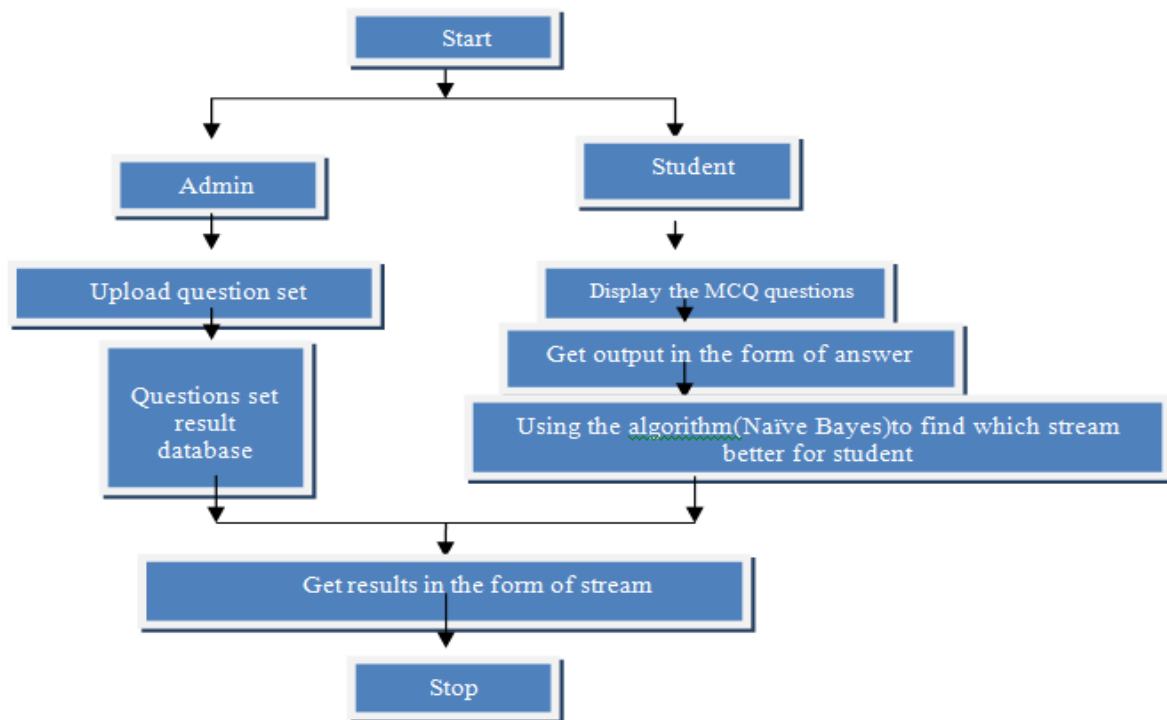 Start
Admin
Student
Upload question set
Display the MCQ questions
Get output in the form of answer
Questions set
result
database
Using the algorithm(Naïve Bayes)to find which stream
better for student
Get results in the form of stream
Stop